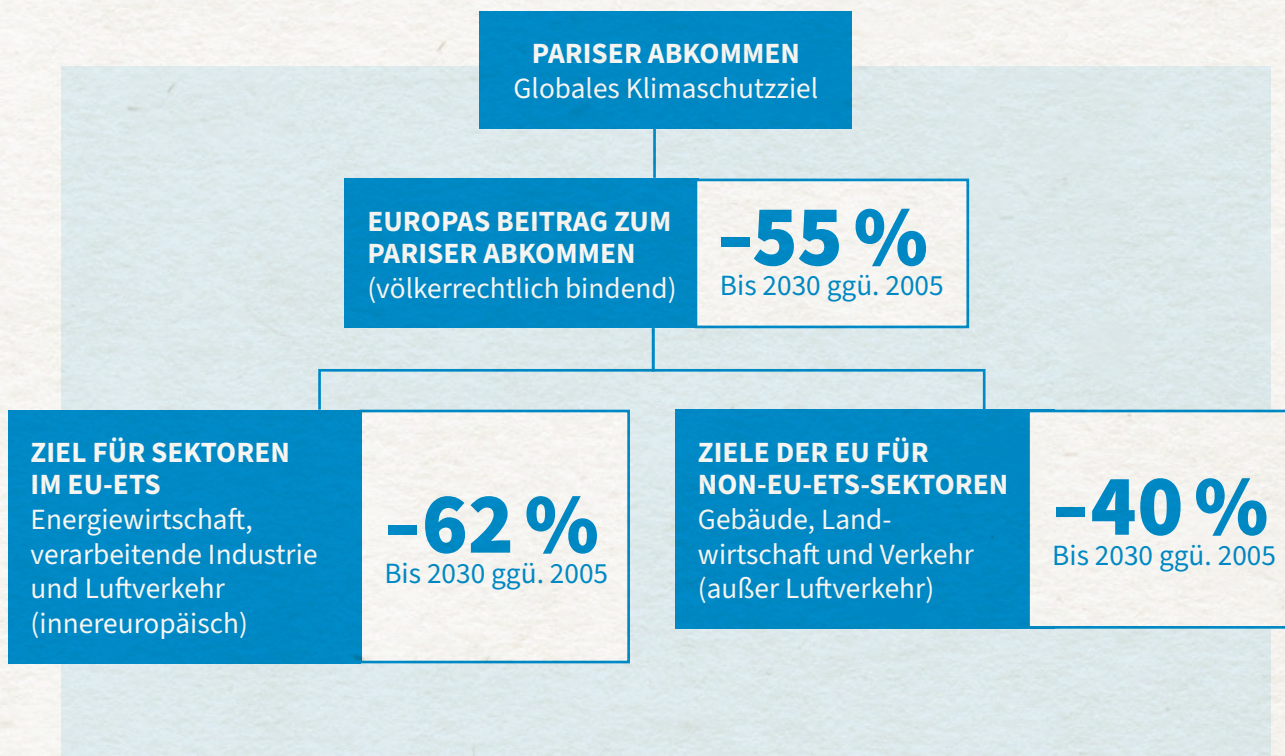 PARISER ABKOMMEN
Globales Klimaschutzziel
EUROPAS BEITRAG ZUM
PARISER ABKOMMEN
(völkerrechtlich bindend)
–55 %
Bis 2030 ggü. 2005
ZIEL FÜR SEKTOREN
IM EU-ETS
Energiewirtschaft,
verarbeitende Industrie
und Luftverkehr
(innereuropäisch)
–62 %
Bis 2030 ggü. 2005
ZIELE DER EU FÜR
NON-EU-ETS-SEKTOREN
Gebäude, Land-
wirtschaft und Verkehr
(außer Luftverkehr)
–40 %
Bis 2030 ggü. 2005